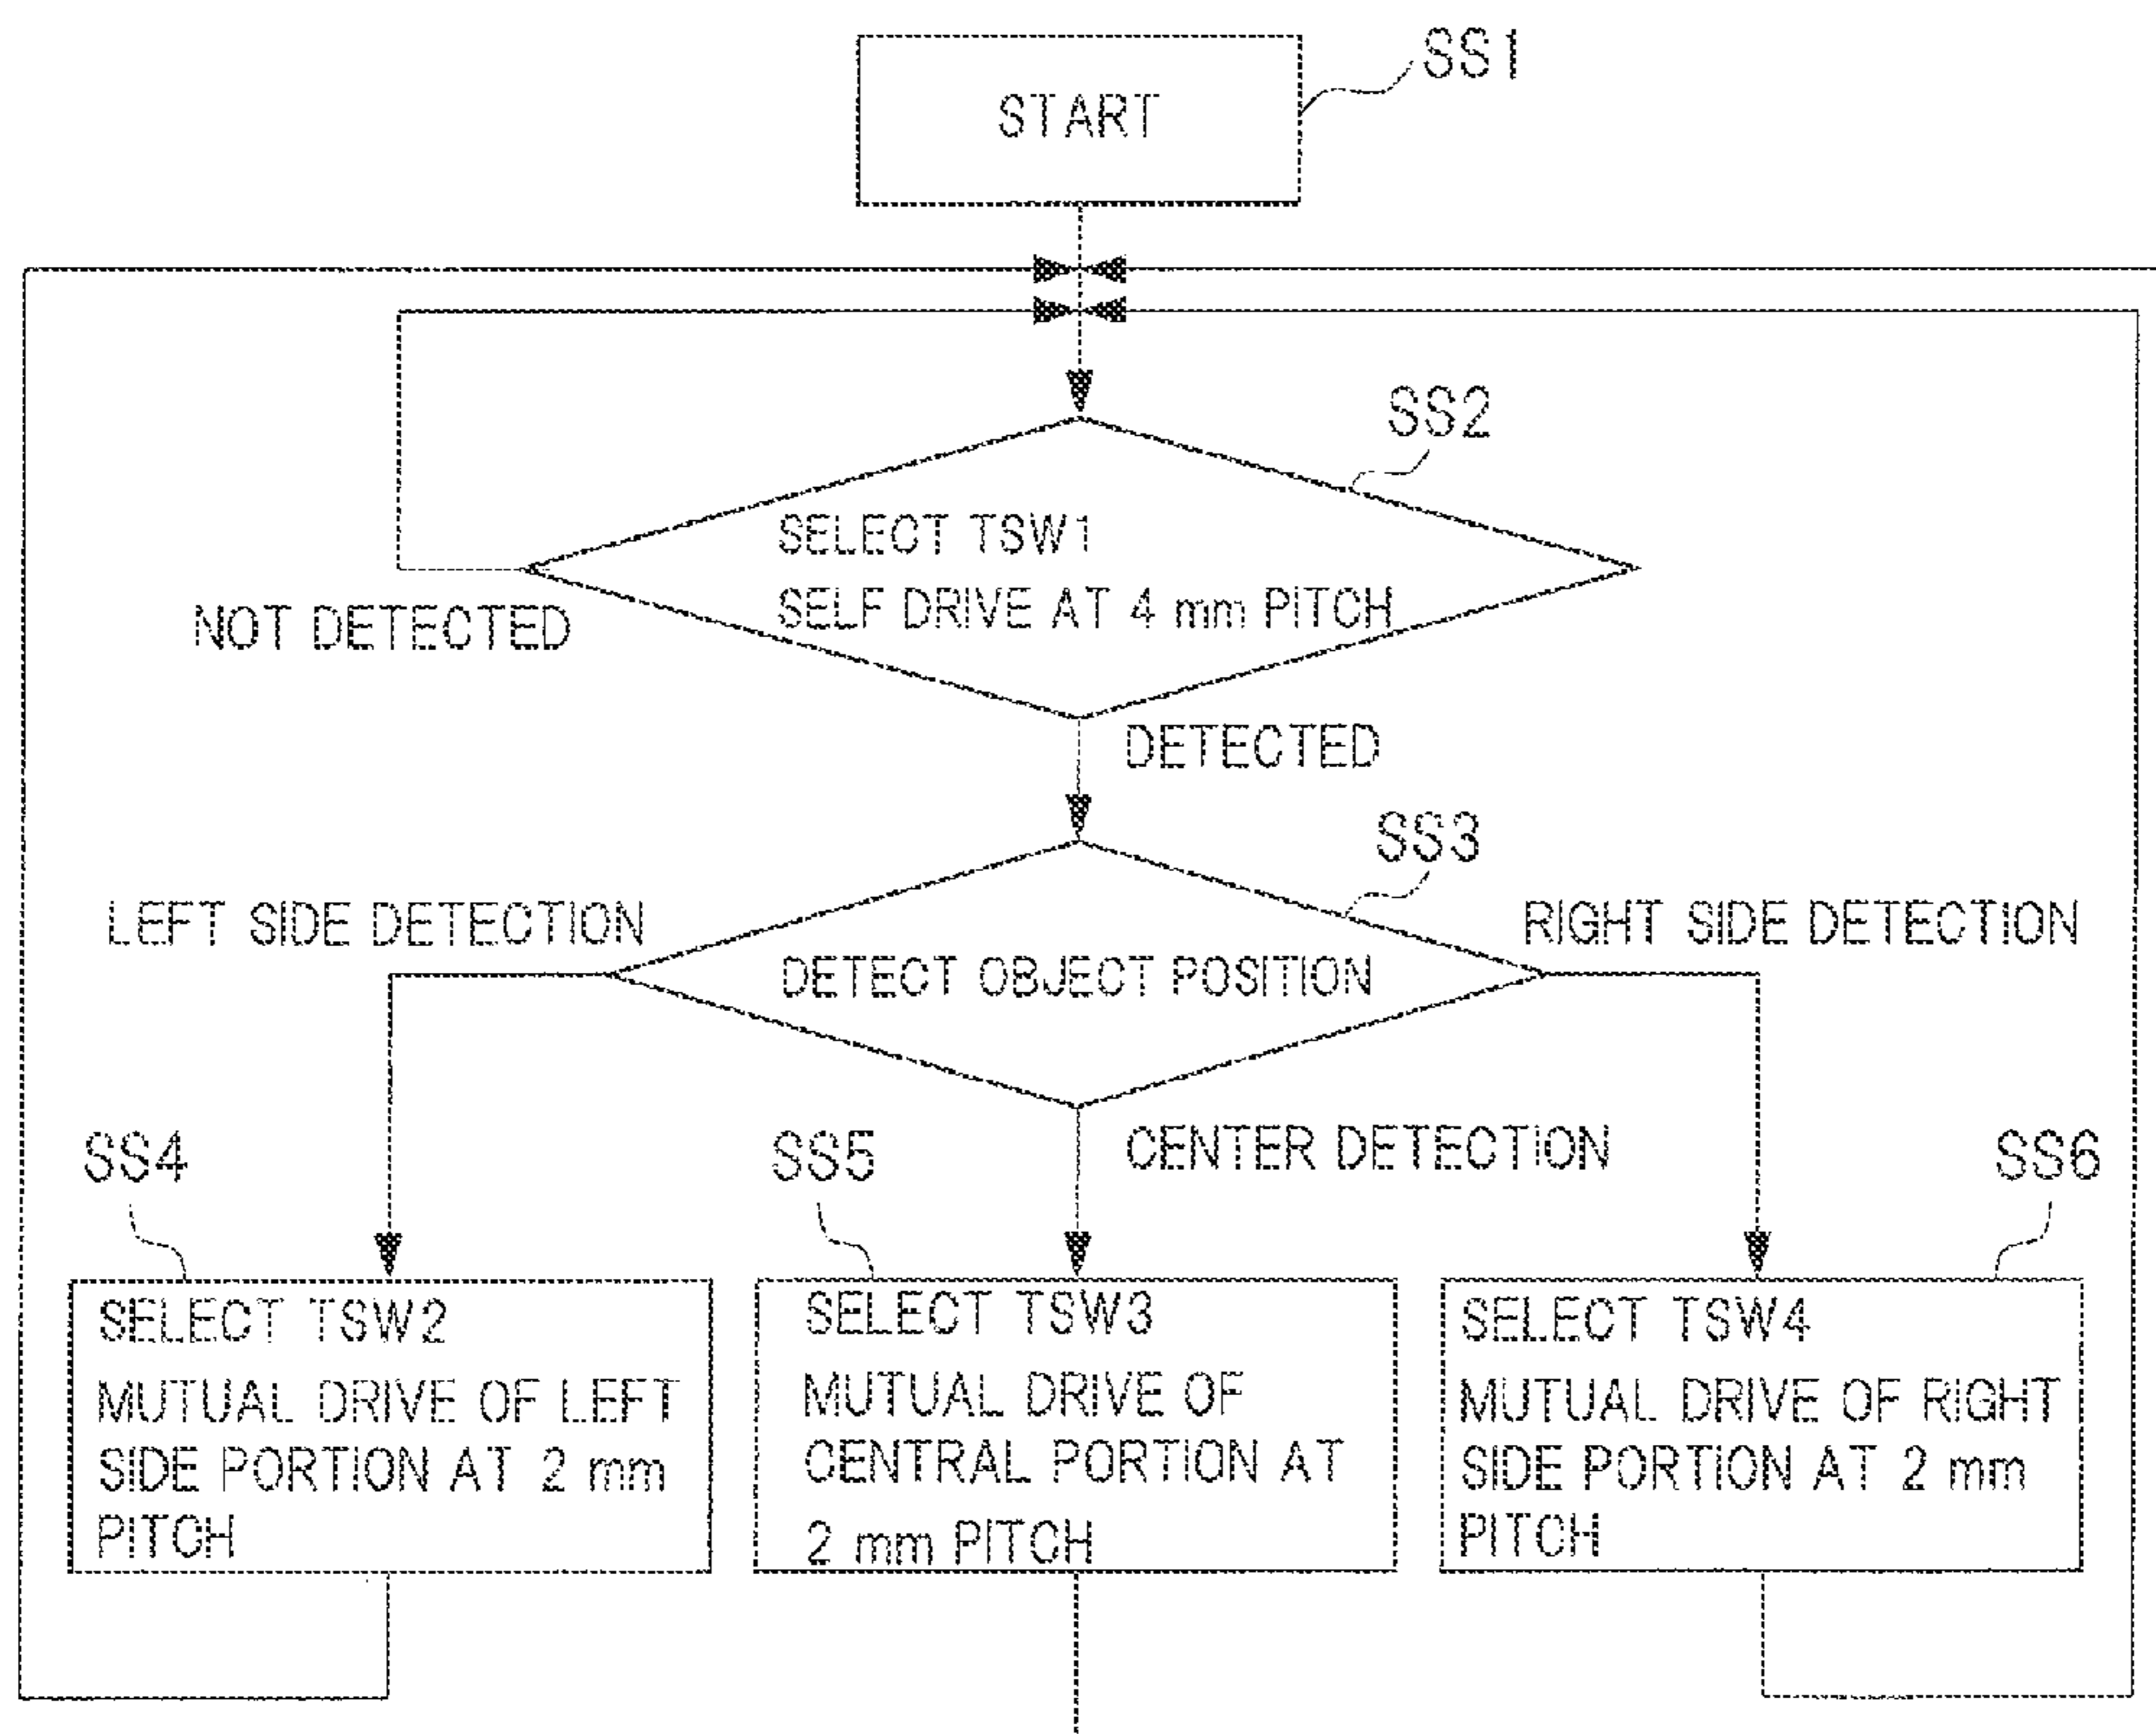 SS1
START
SS2
SELECT TSW1
SELF DRIVE AT 4 mm PITCH
NOT DETECTED
DETECTED
SS3
LEFT SIDE DETECTION
RIGHT SIDE DETECTION
DETECT OBJECT POSITION
CENTER DETECTION
SS4
SS5
SS6
SELECT TSW2
MUTUAL DRIVE OF LEFT
SIDE PORTION AT 2 mm
PITCH
SELECT TSW3
MUTUAL DRIVE OF
CENTRAL PORTION AT
2 mm PITCH
SELECT TSW4
MUTUAL DRIVE OF RIGHT
SIDE PORTION AT 2 mm
PITCH